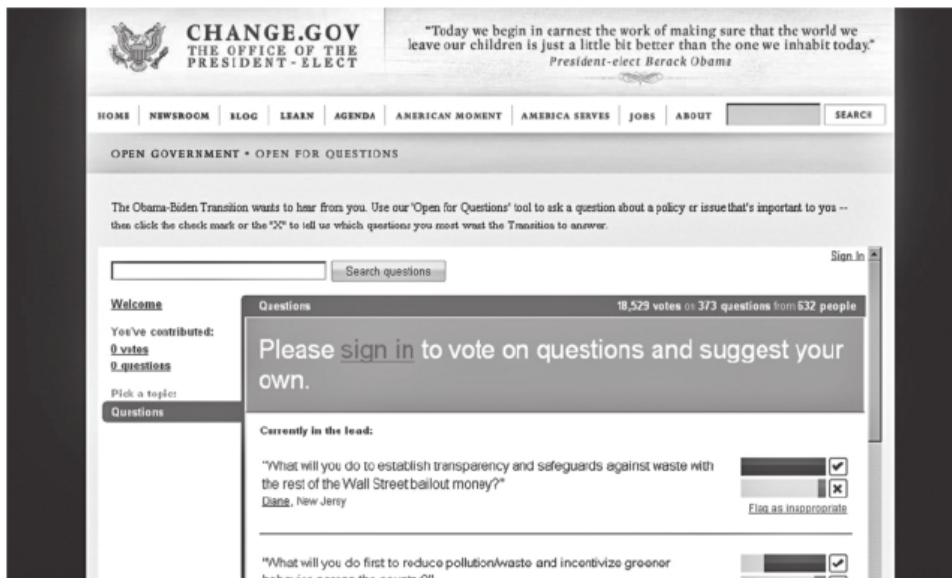 CHANGE.GOV
THE OFFICE OF THE
PRESIDENT-ELECT
"Today we begin in earnest the work of making sure that the world we
leave our children is just a little bit better than the one we inhabit today."
President-elect Barack Obama
HOME NEWSROOM BLOG LEARN AGENDA AMERICAN MOMENT AMERICA SERVES JOBS ABOUT SEARCH
OPEN GOVERNMENT • OPEN FOR QUESTIONS
The Obama-Biden Transition wants to hear from you. Use our 'Open for Questions' tool to ask a question about a policy or issue that's important to you --
then click the check mark or the "X" to tell us which questions you most want the Transition to answer.
Sign In
Search questions
Welcome
You've contributed:
0 votes
0 questions
Pick a topic:
Questions
Questions 18,529 votes on 373 questions from 632 people
Please sign in to vote on questions and suggest your
own.
Currently in the lead:
"What will you do to establish transparency and safeguards against waste with
the rest of the Wall Street bailout money?"
Diane, New Jersy
Flag as inappropriate
"What will you do first to reduce pollution/waste and incentivize greener